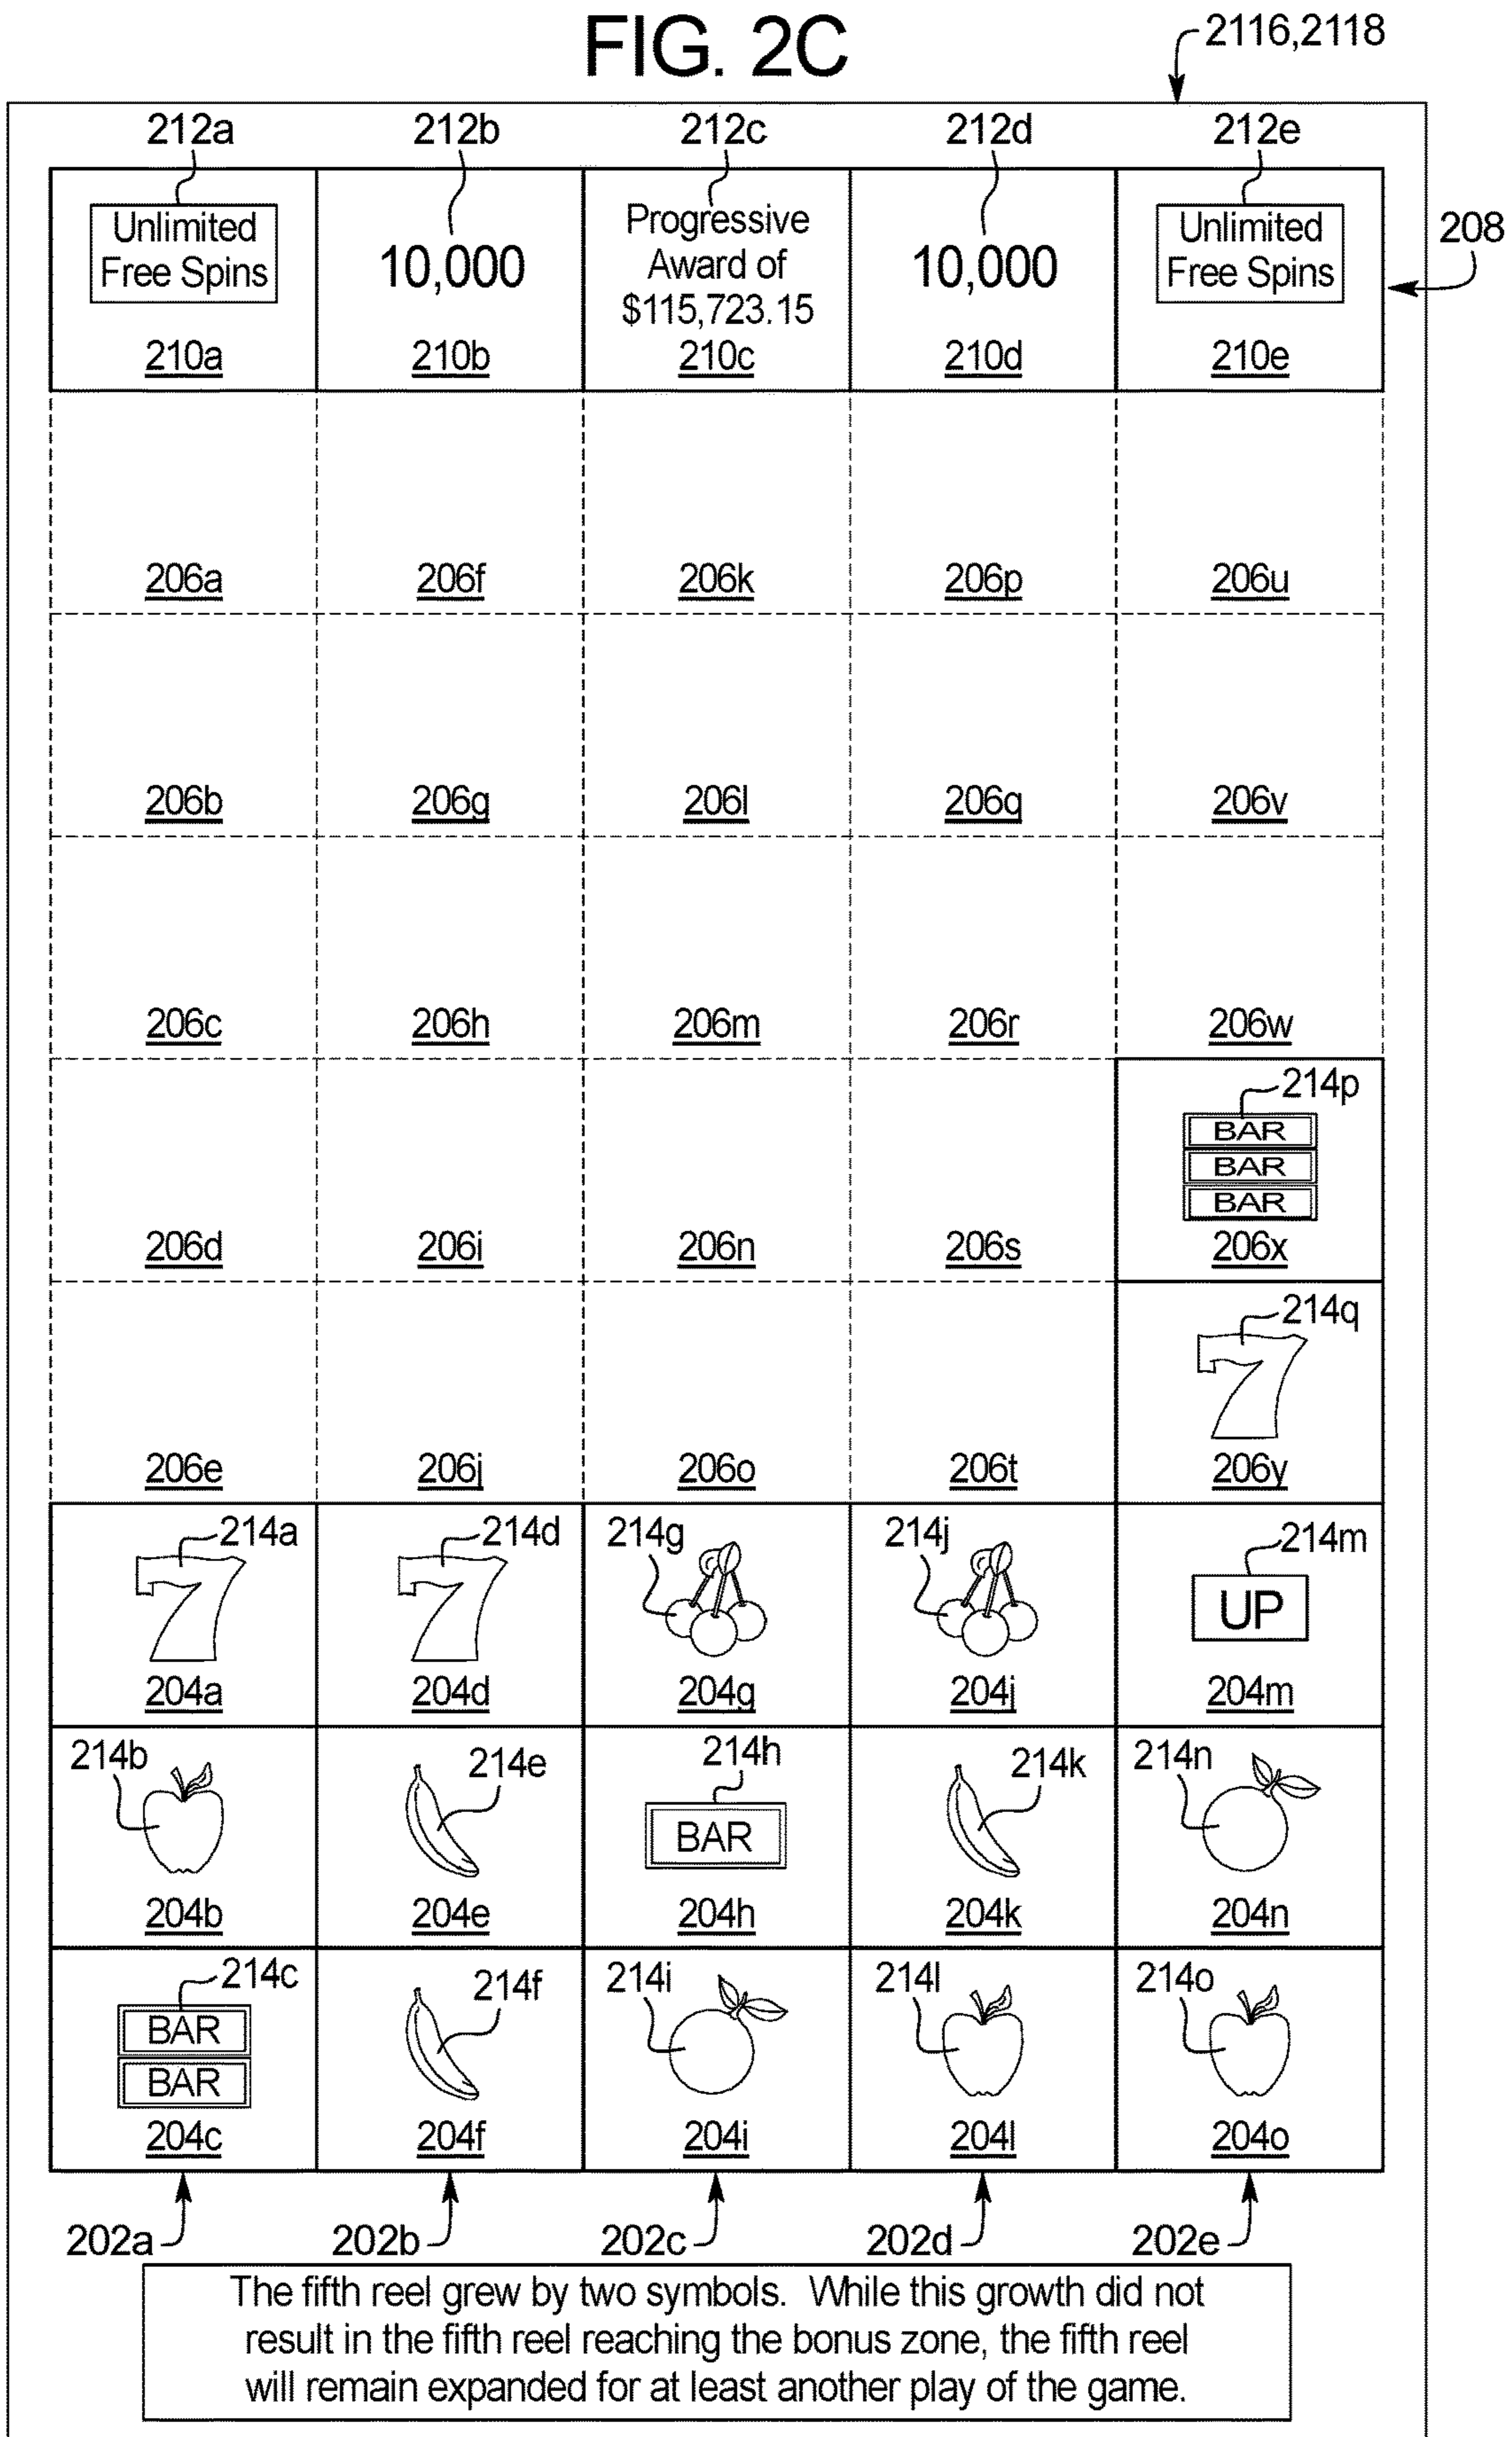 FIG. 2C
2116,2118
212a 212b 212c 212d 212e
Unlimited
Free Spins
210a
10,000
210b
Progressive
Award of
$115,723.15
210c
10,000
210d
Unlimited
Free Spins
210e
208
206a 206f 206k 206p 206u
206b 206g 206l 206q 206v
206c 206h 206m 206r 206w
214p
BAR
BAR
BAR
206d 206i 206n 206s 206x
214q
7
206e 206j 206o 206t 206y
214a 214d 214g 214j 214m
7 7 UP
204a 204d 204g 204j 204m
214b 214e 214h 214k 214n
BAR
204b 204e 204h 204k 204n
214c 214f 214i 214l 214o
BAR
BAR
204c 204f 204i 204l 204o
202a 202b 202c 202d 202e
The fifth reel grew by two symbols. While this growth did not
result in the fifth reel reaching the bonus zone, the fifth reel
will remain expanded for at least another play of the game.